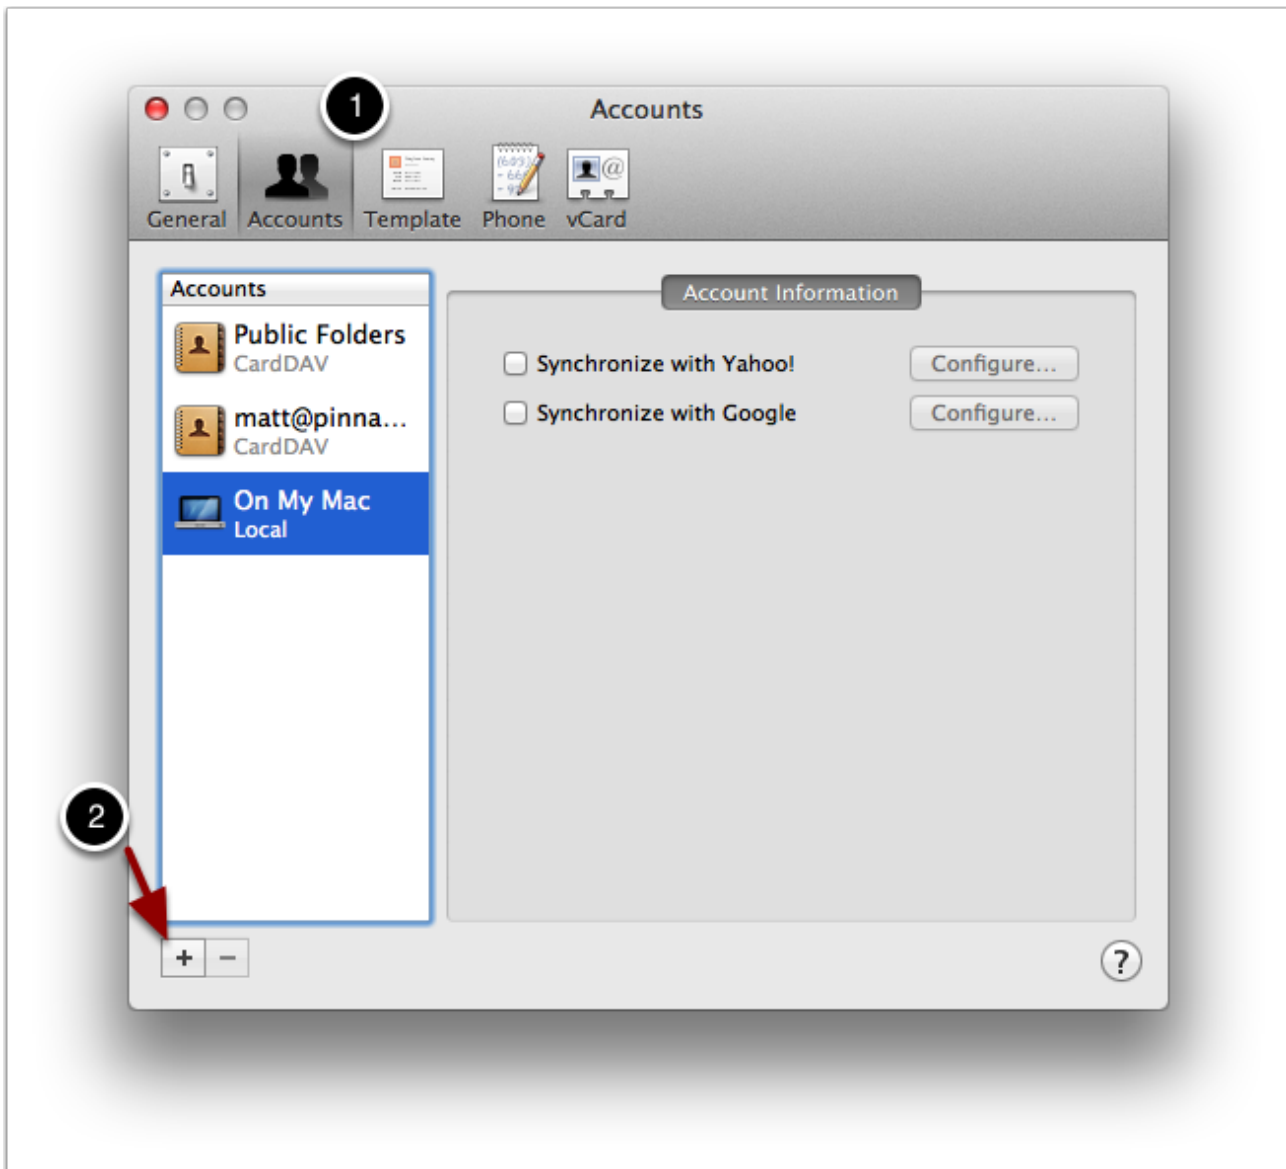 1
Accounts
General Accounts Template Phone vCard
Accounts
Public Folders
CardDAV
matt@pinna...
CardDAV
On My Mac
Local
Account Information
Synchronize with Yahoo! Configure...
Synchronize with Google Configure...
2
+ −
?